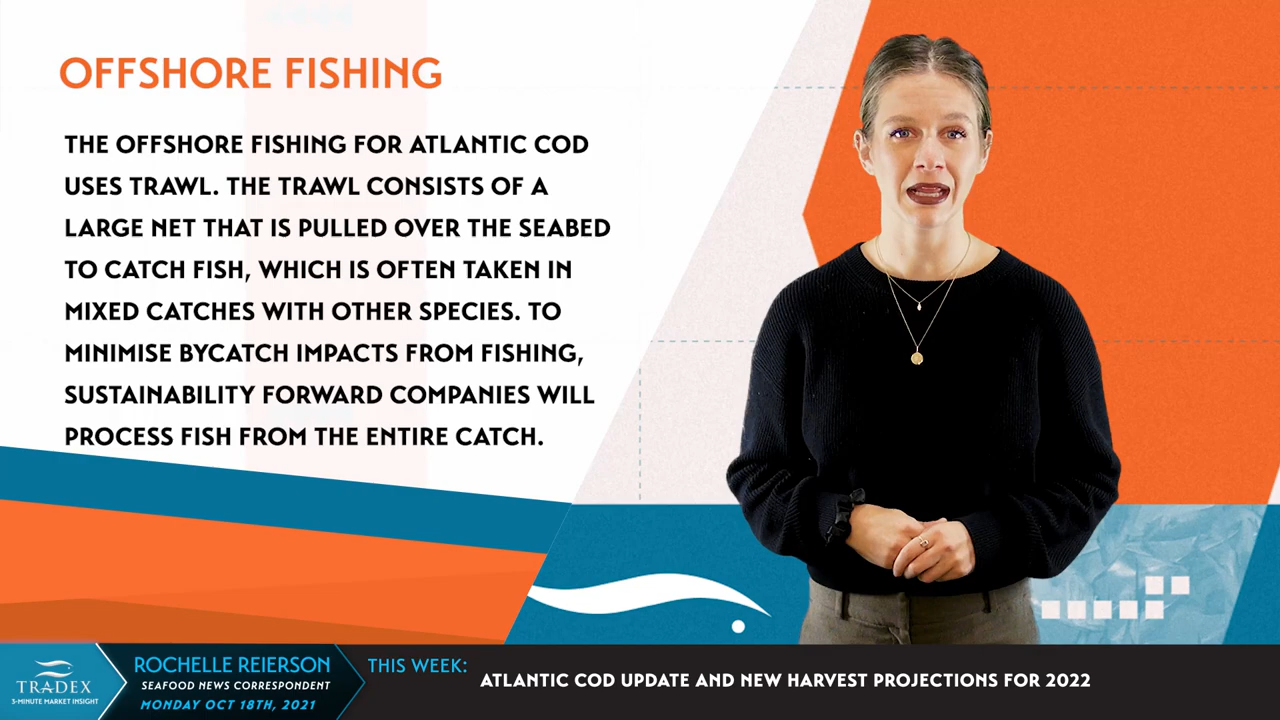 OFFSHORE FISHING
THE OFFSHORE FISHING FOR ATLANTIC COD
USES TRAWL. THE TRAWL CONSISTS OF A
LARGE NET THAT IS PULLED OVER THE SEABED
TO CATCH FISH, WHICH IS OFTEN TAKEN IN
MIXED CATCHES WITH OTHER SPECIES. TO
MINIMISE BYCATCH IMPACTS FROM FISHING,
SUSTAINABILITY FORWARD COMPANIES WILL
PROCESS FISH FROM THE ENTIRE CATCH.
TRADEX
3-MINUTE MARKET INSIGHT
ROCHELLE REIERSON
SEAFOOD NEWS CORRESPONDENT
MONDAY OCT 18TH, 2021
THIS WEEK:
ATLANTIC COD UPDATE AND NEW HARVEST PROJECTIONS FOR 2022